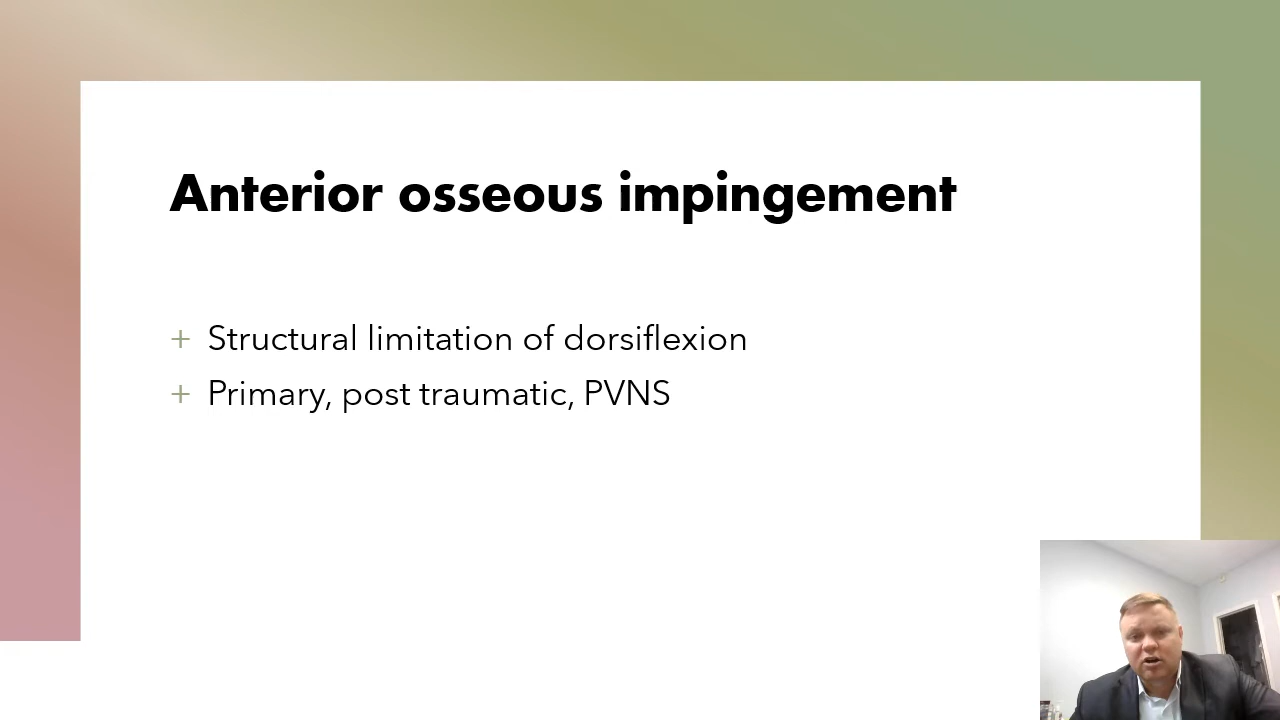 Anterior osseous impingement
+ Structural limitation of dorsiflexion
+ Primary, post traumatic, PVNS